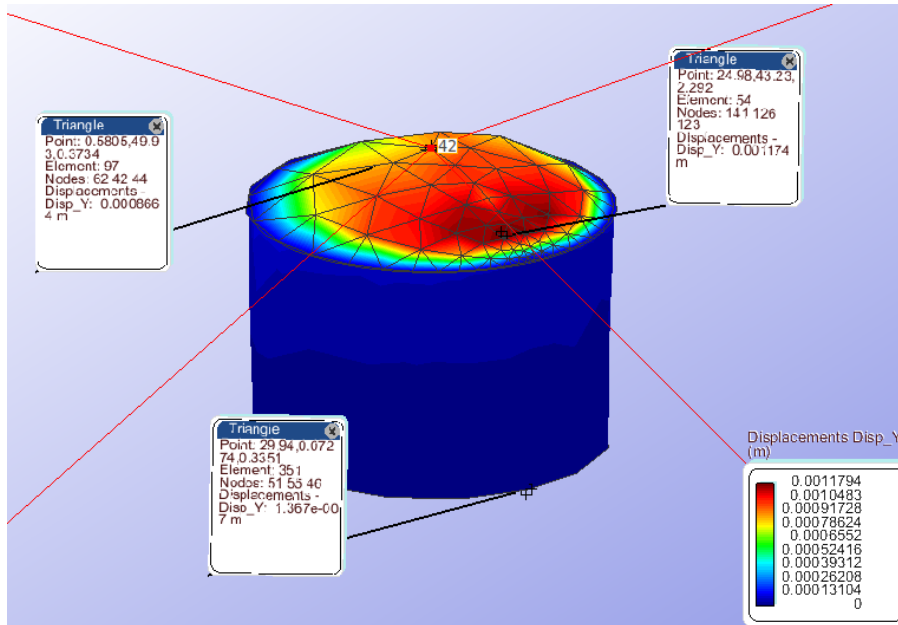 Triangle
Point: 24.98,43.23,
2.292
Element: 54
Nodes: 141 126
123
Displacements -
Disp_Y: 0.001174
m
Triangle
Point: 0.5805,49.9
3,0.3734
Element: 97
Nodes: 62 42 44
Displacements -
Disp_Y: 0.000866
4 m
42
Triangle
Point: 29.94,0.072
74,0.3351
Element: 351
Nodes: 51 55 46
Displacements -
Disp_Y: 1.367e-00
7 m
Displacements Disp_Y
(m)
0.0011794
0.0010483
0.00091728
0.00078624
0.0006552
0.00052416
0.00039312
0.00026208
0.00013104
0